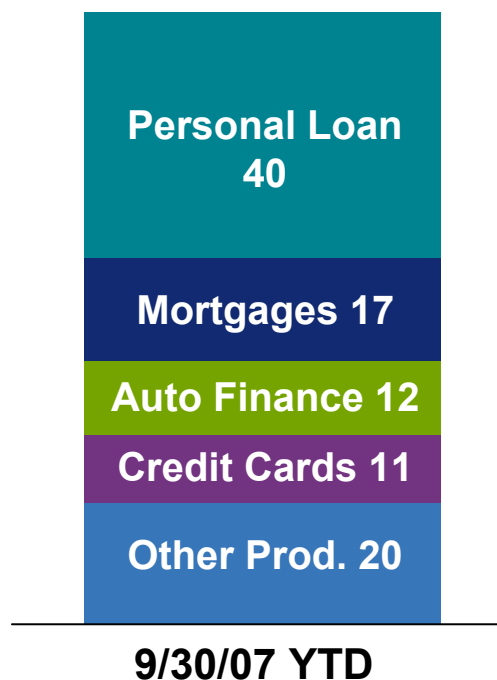 Personal Loan
40
Mortgages 17
Auto Finance 12
Credit Cards 11
Other Prod. 20
9/30/07 YTD